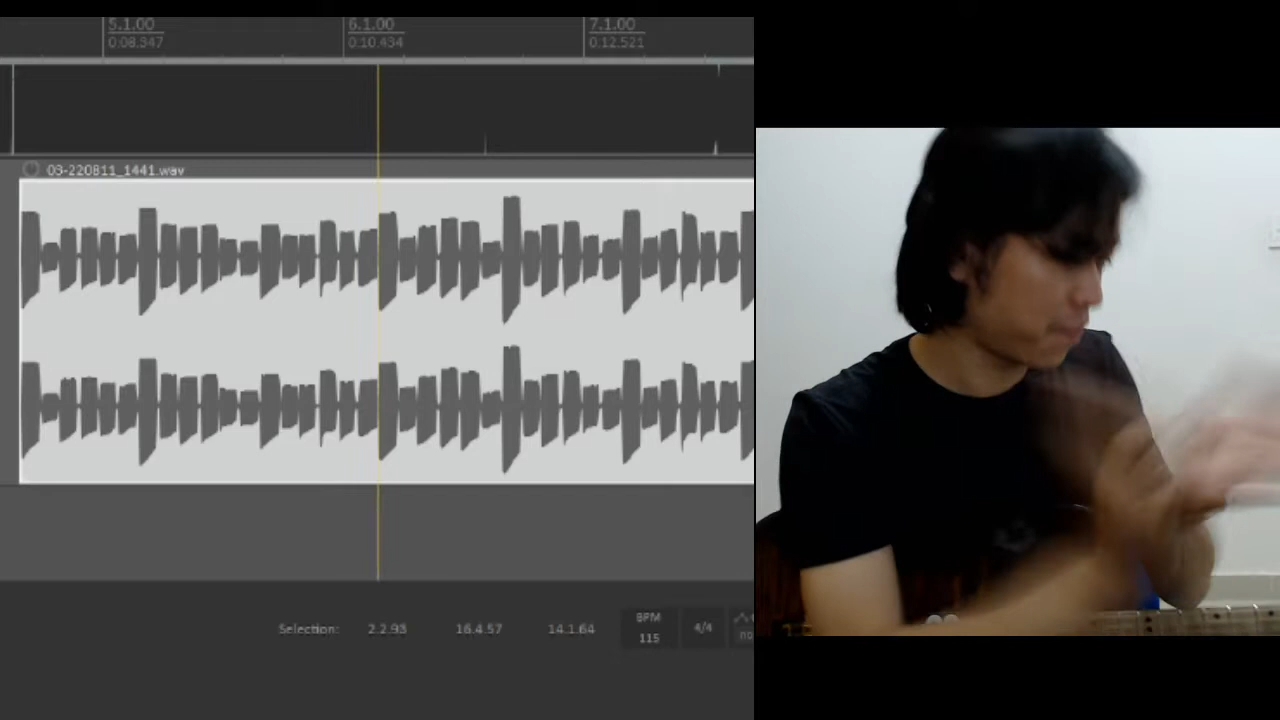 5.1.00 6.1.00 7.1.00
0:08.347 0:10.434 0:12.521
03-220811_1441.wav
BPM
Selection: 2.2.93 16.4.57 14.1.64 115 4/4